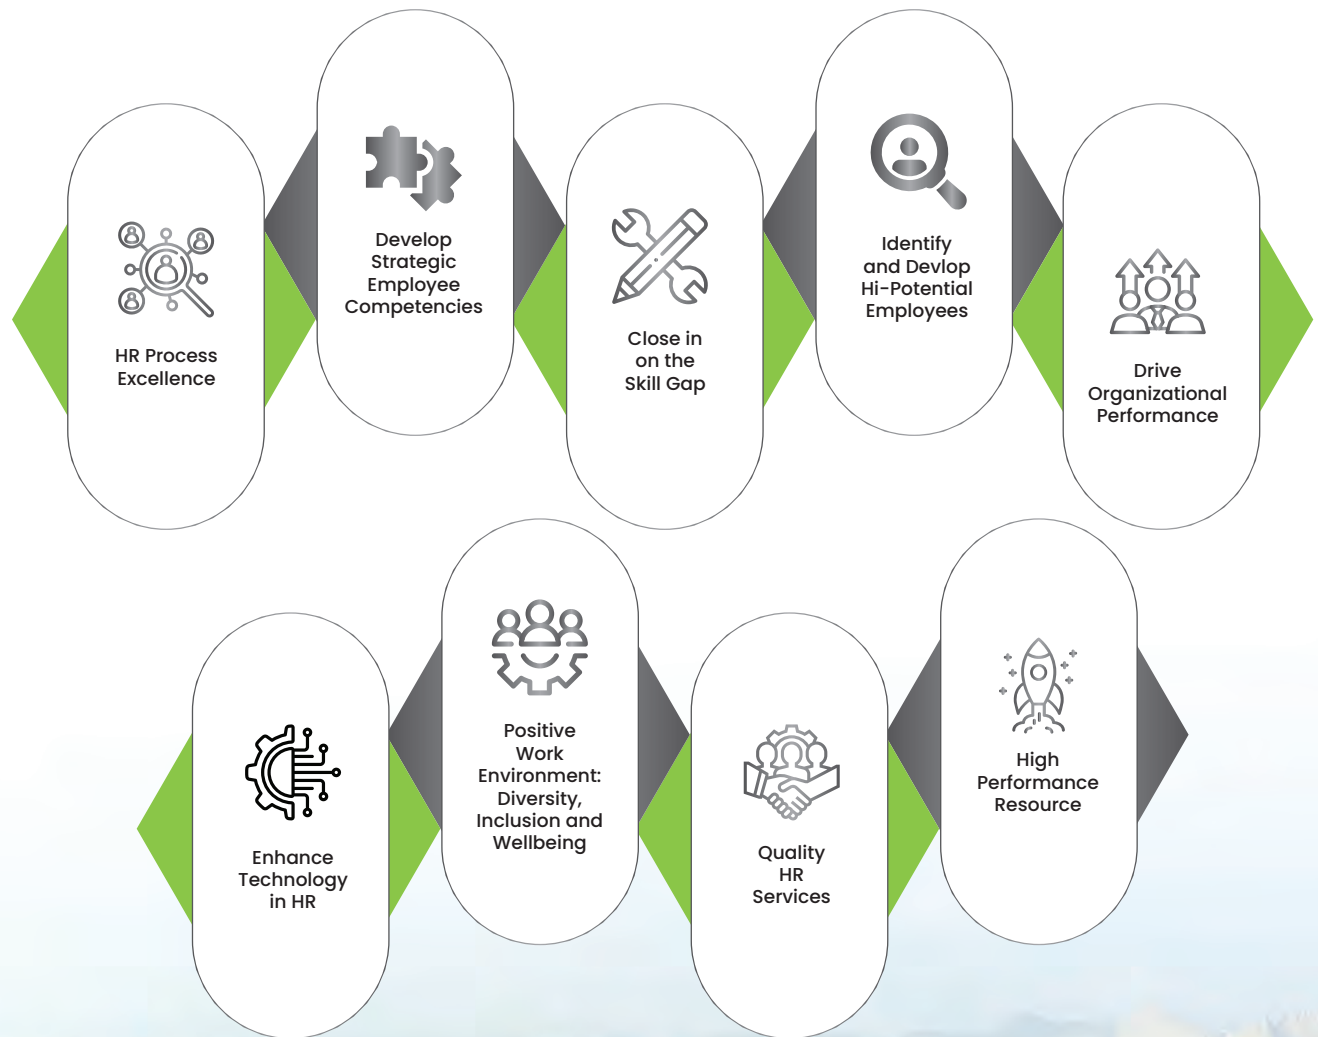 HR Process
Excellence
Develop
Strategic
Employee
Competencies
Close in
on the
Skill Gap
Identify
and Devlop
Hi-Potential
Employees
Drive
Organizational
Performance
Enhance
Technology
in HR
Positive
Work
Environment:
Diversity,
Inclusion and
Wellbeing
Quality
HR
Services
High
Performance
Resource